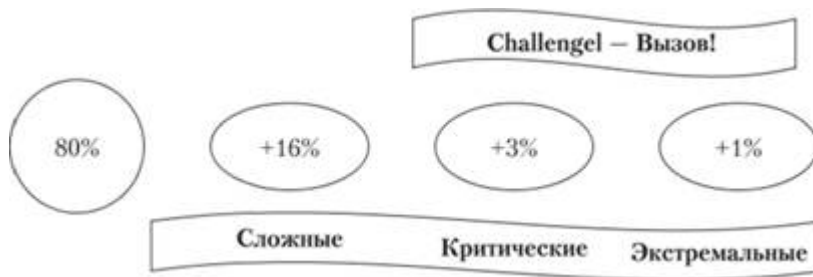 Challengel — Вызов!
80% +16% +3% +1%
Сложные Критические Экстремальные